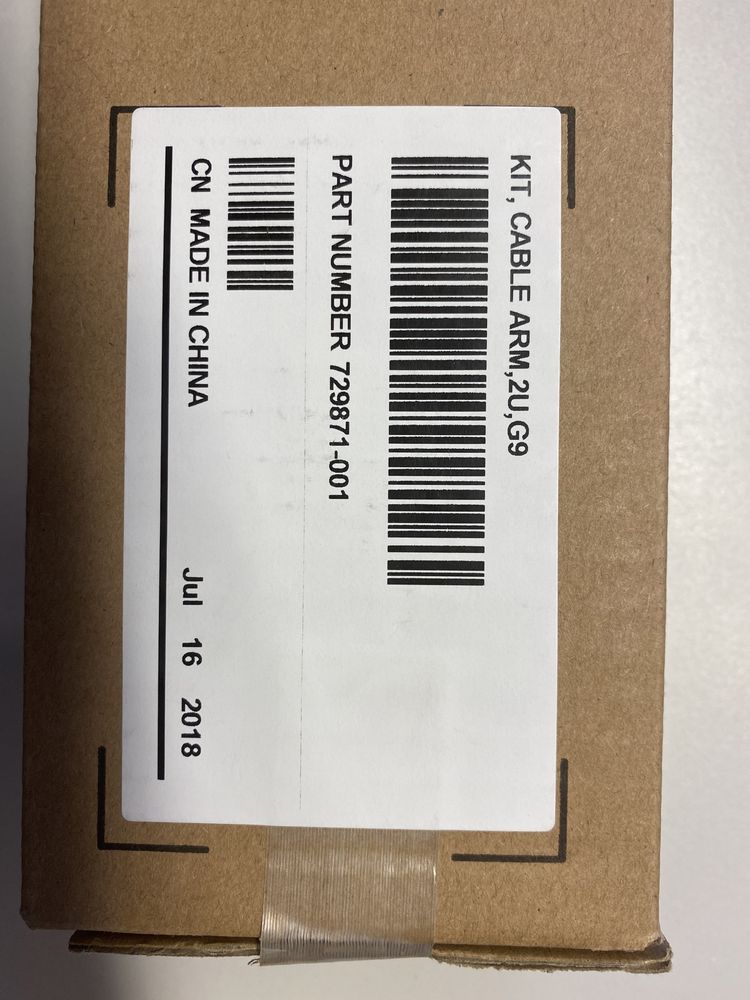 KIT, CABLE ARM,2U,G9
PART NUMBER 729871-001
CN MADE IN CHINA Jul 16 2018